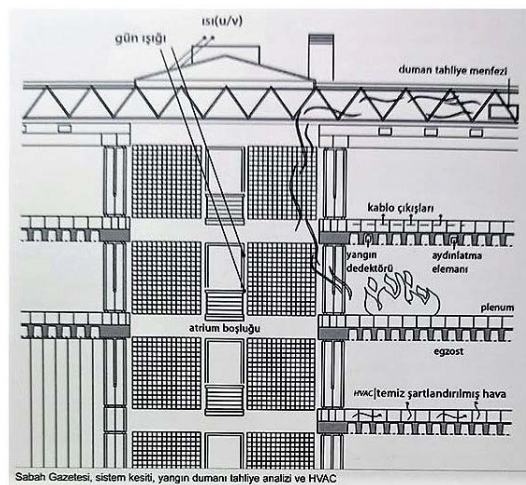 ısı(u/v)
gün ışığı
duman tahliye menfezi
kablo çıkışları
yangın
dedektörü
aydınlatma
elemanı
plenum
atrium boşluğu
egzost
HVAC temiz şartlandırılmış hava
Sabah Gazetesi, sistem kesiti, yangın dumanı tahliye analizi ve HVAC